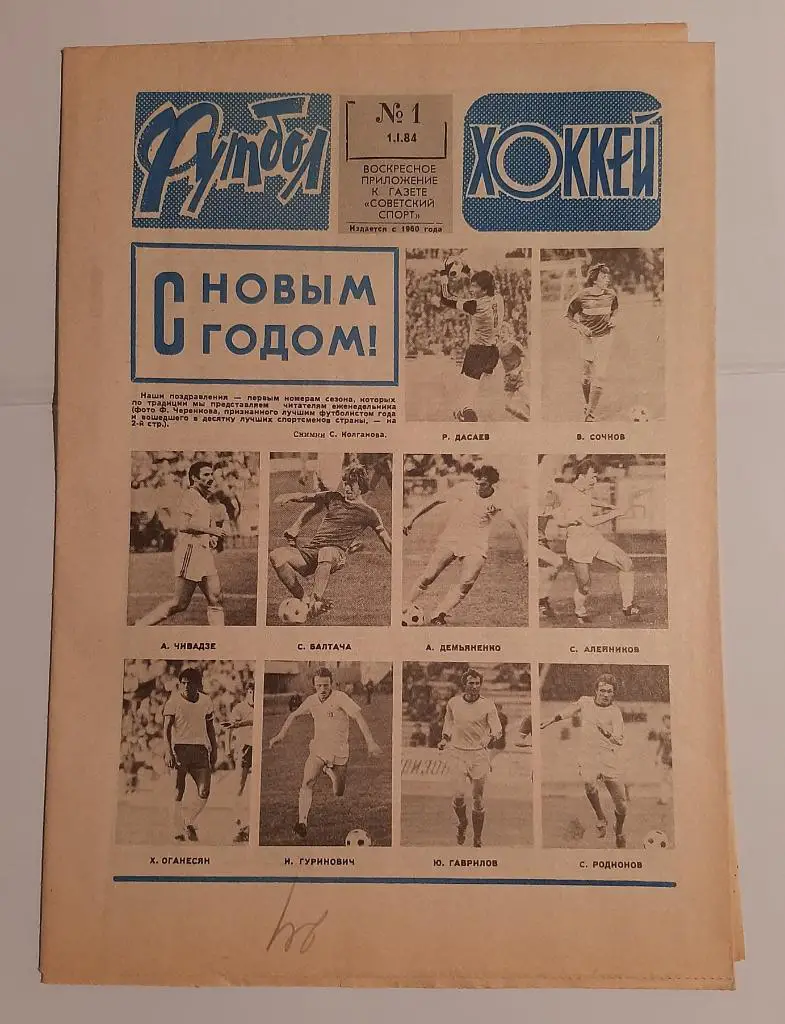 Футбол
№ 1
1.I.84
ВОСКРЕСНОЕ
ПРИЛОЖЕНИЕ
К ГАЗЕТЕ
«СОВЕТСКИЙ
СПОРТ»
Издается с 1960 года
ХОККЕЙ
С НОВЫМ
ГОДОМ!
Наши поздравления — первым номерам сезона, которых
по традиции мы представляем читателям еженедельника
(фото Ф. Черенкова, признанного лучшим футболистом года
и вошедшего в десятку лучших спортсменов страны, — на
2-й стр.).
Снимки С. Колганова.
Р. ДАСАЕВ
В. СОЧНОВ
А. ЧИВАДЗЕ
С. БАЛТАЧА
А. ДЕМЬЯНЕНКО
С. АЛЕЙНИКОВ
Х. ОГАНЕСЯН
И. ГУРИНОВИЧ
Ю. ГАВРИЛОВ
С. РОДИОНОВ